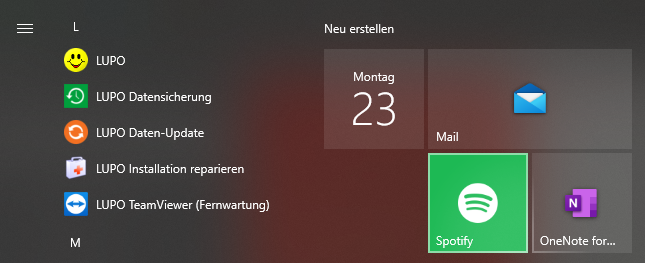 L
LUPO
LUPO Datensicherung
LUPO Daten-Update
LUPO Installation reparieren
LUPO TeamViewer (Fernwartung)
M
Neu erstellen
Montag
23
Mail
Spotify
N
OneNote for...